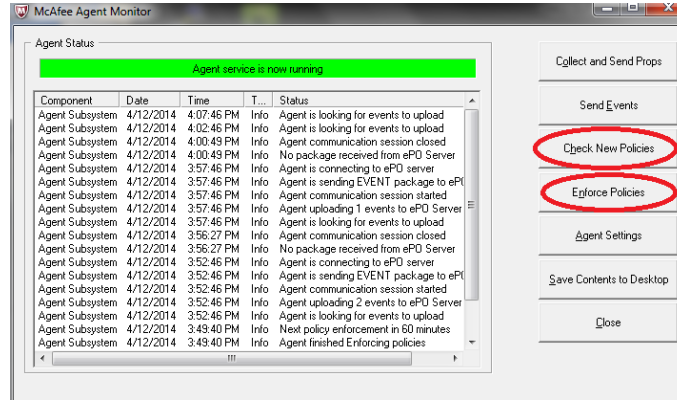 McAfee Agent Monitor
Agent Status
Agent service is now running
Component Date Time T... Status
Agent Subsystem 4/12/2014 4:07:46 PM Info Agent is looking for events to upload
Agent Subsystem 4/12/2014 4:02:46 PM Info Agent is looking for events to upload
Agent Subsystem 4/12/2014 4:00:49 PM Info Agent communication session closed
Agent Subsystem 4/12/2014 4:00:49 PM Info No package received from ePO Server
Agent Subsystem 4/12/2014 3:57:46 PM Info Agent is connecting to ePO server
Agent Subsystem 4/12/2014 3:57:46 PM Info Agent is sending EVENT package to eP(
Agent Subsystem 4/12/2014 3:57:46 PM Info Agent communication session started
Agent Subsystem 4/12/2014 3:57:46 PM Info Agent uploading 1 events to ePO Server
Agent Subsystem 4/12/2014 3:57:46 PM Info Agent is looking for events to upload
Agent Subsystem 4/12/2014 3:56:27 PM Info Agent communication session closed
Agent Subsystem 4/12/2014 3:56:27 PM Info No package received from ePO Server
Agent Subsystem 4/12/2014 3:52:46 PM Info Agent is connecting to ePO server
Agent Subsystem 4/12/2014 3:52:46 PM Info Agent is sending EVENT package to eP(
Agent Subsystem 4/12/2014 3:52:46 PM Info Agent communication session started
Agent Subsystem 4/12/2014 3:52:46 PM Info Agent uploading 2 events to ePO Server
Agent Subsystem 4/12/2014 3:52:46 PM Info Agent is looking for events to upload
Agent Subsystem 4/12/2014 3:49:40 PM Info Next policy enforcement in 60 minutes
Agent Subsystem 4/12/2014 3:49:40 PM Info Agent finished Enforcing policies
Collect and Send Props
Send Events
Check New Policies
Enforce Policies
Agent Settings
Save Contents to Desktop
Close